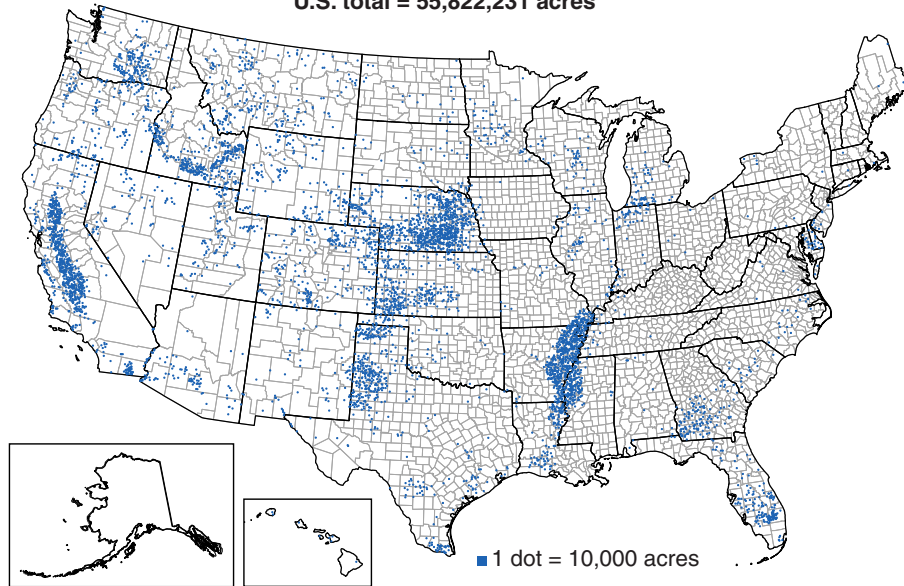 U.S. total = 55,822,231 acres
1 dot = 10,000 acres